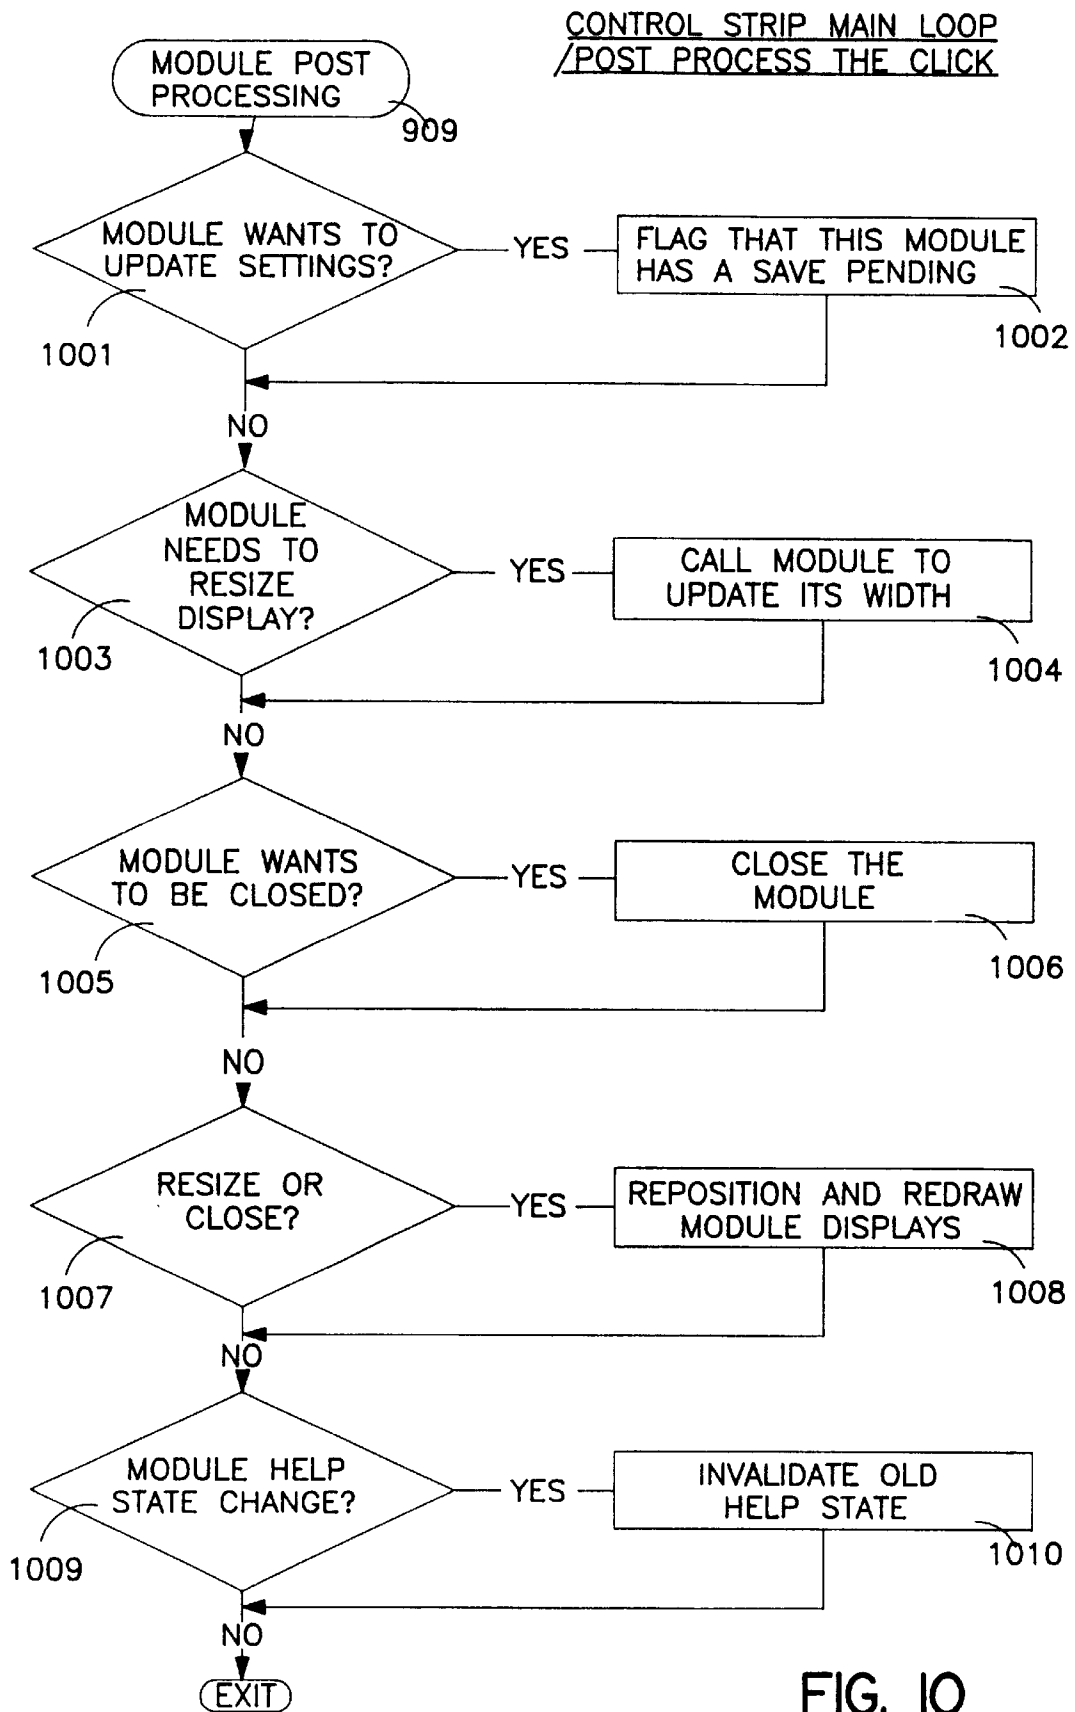 CONTROL STRIP MAIN LOOP
/POST PROCESS THE CLICK
MODULE POST
PROCESSING
909
MODULE WANTS TO
UPDATE SETTINGS?
1001
YES
FLAG THAT THIS MODULE
HAS A SAVE PENDING
1002
NO
MODULE
NEEDS TO
RESIZE
DISPLAY?
1003
YES
CALL MODULE TO
UPDATE ITS WIDTH
1004
NO
MODULE WANTS
TO BE CLOSED?
1005
YES
CLOSE THE
MODULE
1006
NO
RESIZE OR
CLOSE?
1007
YES
REPOSITION AND REDRAW
MODULE DISPLAYS
1008
NO
MODULE HELP
STATE CHANGE?
1009
YES
INVALIDATE OLD
HELP STATE
1010
NO
EXIT
FIG. 10